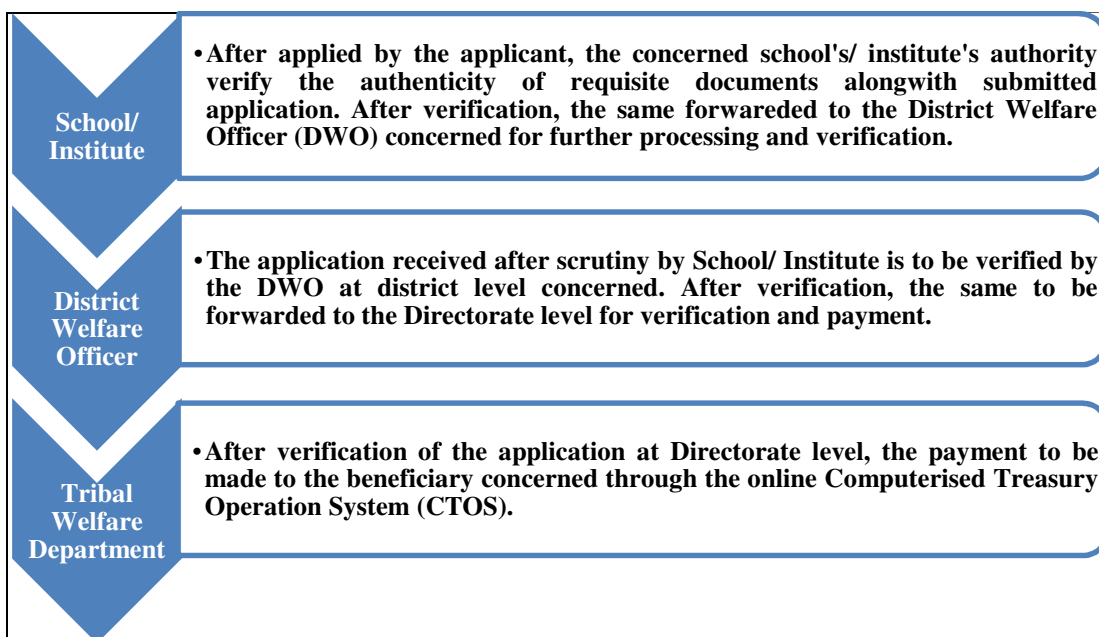 School/
Institute
•After applied by the applicant, the concerned school's/ institute's authority
verify the authenticity of requisite documents alongwith submitted
application. After verification, the same forwareded to the District Welfare
Officer (DWO) concerned for further processing and verification.
District
Welfare
Officer
•The application received after scrutiny by School/ Institute is to be verified by
the DWO at district level concerned. After verification, the same to be
forwarded to the Directorate level for verification and payment.
Tribal
Welfare
Department
•After verification of the application at Directorate level, the payment to be
made to the beneficiary concerned through the online Computerised Treasury
Operation System (CTOS).